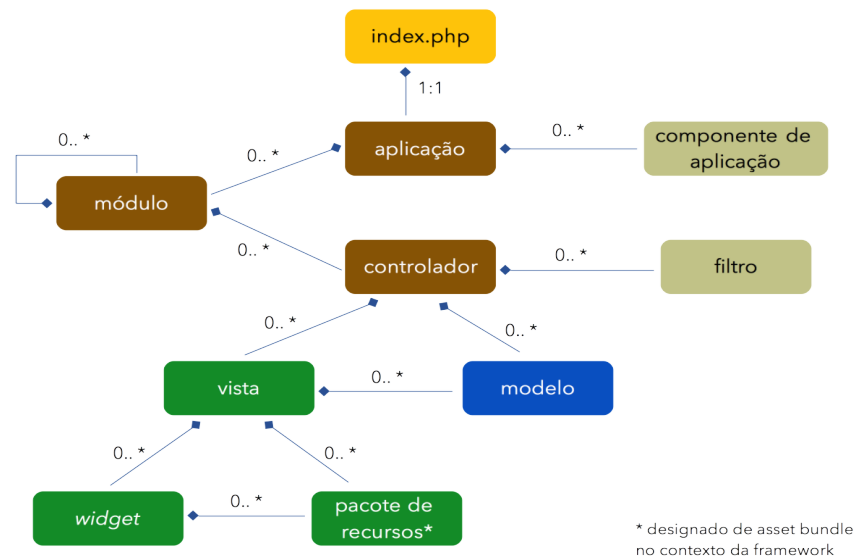 index.php
1:1
0.. *
0.. *
0.. *
aplicação
componente de
aplicação
módulo
0.. *
controlador
0.. *
filtro
0.. *
0.. *
vista
0.. *
modelo
0.. *
0.. *
widget
0.. *
pacote de
recursos*
* designado de asset bundle
no contexto da framework